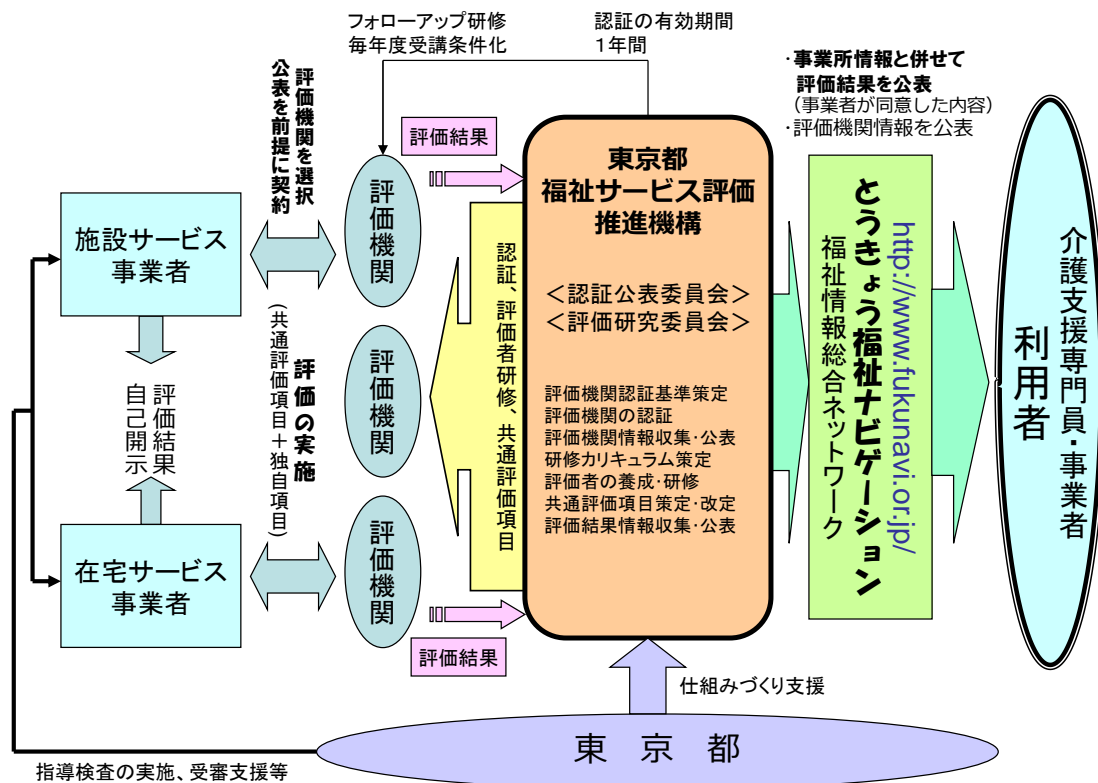 フォローアップ研修
毎年度受講条件化
認証の有効期間
１年間
・事業所情報と併せて
評価結果を公表
（事業者が同意した内容）
・評価機関情報を公表
評価機関を選択
公表を前提に契約
施設サービス
事業者
評価結果
自己開示
在宅サービス
事業者
評価の実施
(共通評価項目＋独自項目)
評価機関
評価機関
評価機関
評価結果
評価結果
認証、評価者研修、共通評価項目
東京都
福祉サービス評価
推進機構
＜認証公表委員会＞
＜評価研究委員会＞
評価機関認証基準策定
評価機関の認証
評価機関情報収集・公表
研修カリキュラム策定
評価者の養成・研修
共通評価項目策定・改定
評価結果情報収集・公表
http://www.fukunavi.or.jp/
とうきょう福祉ナビゲーション
福祉情報総合ネットワーク
介護支援専門員・事業者
利用者
仕組みづくり支援
東京都
指導検査の実施、受審支援等